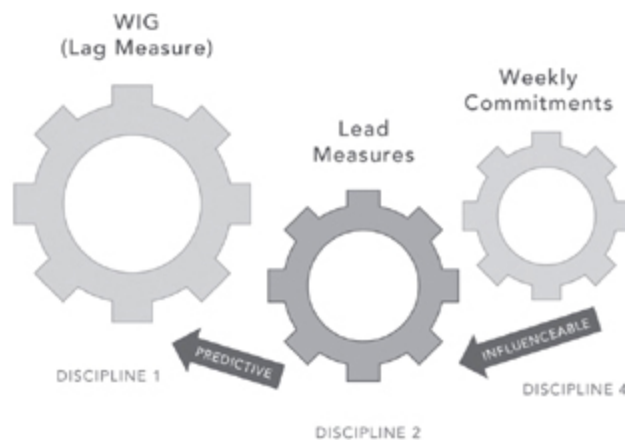 WIG
(Lag Measure)
Weekly
Commitments
Lead
Measures
PREDICTIVE
INFLUENCEABLE
DISCIPLINE 1
DISCIPLINE 4
DISCIPLINE 2